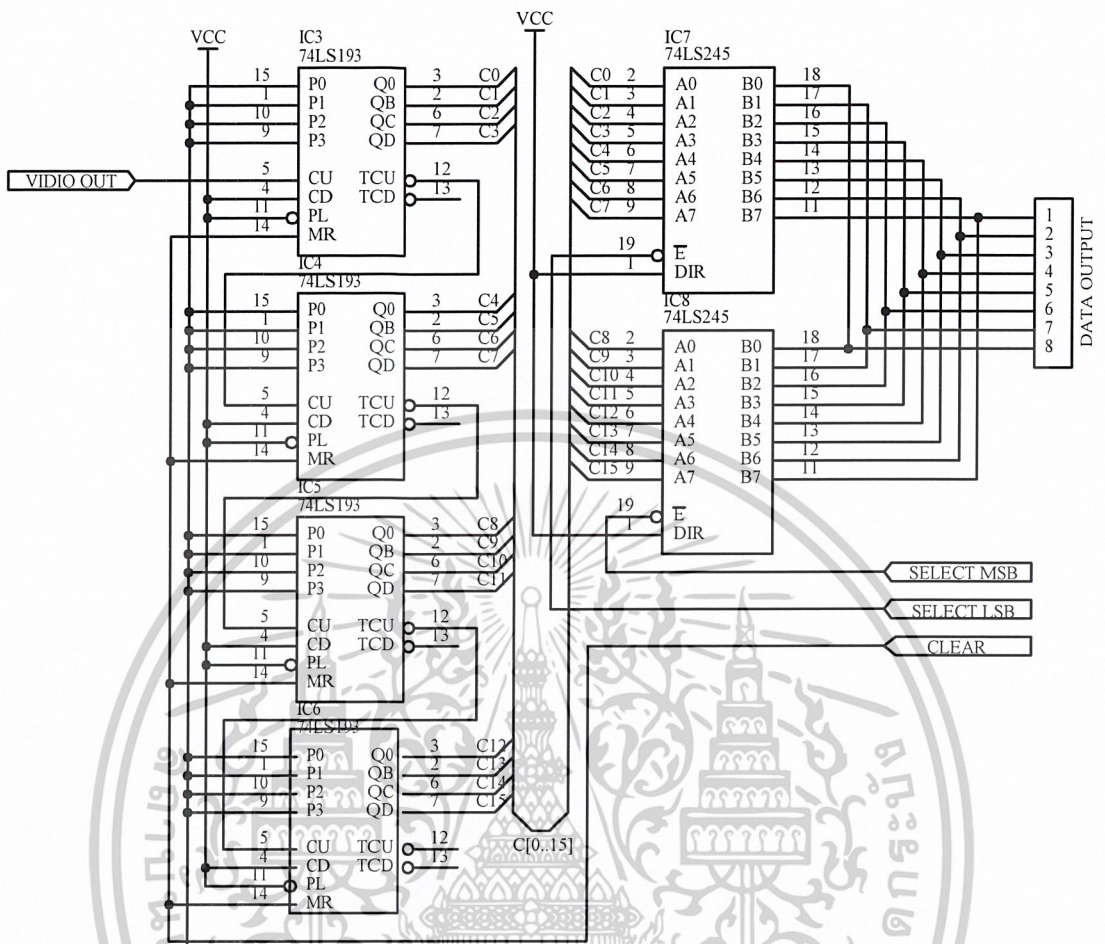 VCC
IC3
74LS193
15 P0 Q0 3 C0
1 P1 QB 2 C1
10 P2 QC 6 C2
9 P3 QD 7 C3
VIDIO OUT
5 CU TCU 12
4 CD TCD 13
11 PL
14 MR
IC4
74LS193
15 P0 Q0 3 C4
1 P1 QB 2 C5
10 P2 QC 6 C6
9 P3 QD 7 C7
5 CU TCU 12
4 CD TCD 13
11 PL
14 MR
IC5
74LS193
15 P0 Q0 3 C8
1 P1 QB 2 C9
10 P2 QC 6 C10
9 P3 QD 7 C11
5 CU TCU 12
4 CD TCD 13
11 PL
14 MR
IC6
74LS193
15 P0 Q0 3 C12
1 P1 QB 2 C13
10 P2 QC 6 C14
9 P3 QD 7 C15
5 CU TCU 12
4 CD TCD 13
11 PL
14 MR
C[0..15]
VCC
IC7
74LS245
C0 2 A0 B0 18
C1 3 A1 B1 17
C2 4 A2 B2 16
C3 5 A3 B3 15
C4 6 A4 B4 14
C5 7 A5 B5 13
C6 8 A6 B6 12
C7 9 A7 B7 11
19 E
1 DIR
IC8
74LS245
C8 2 A0 B0 18
C9 3 A1 B1 17
C10 4 A2 B2 16
C11 5 A3 B3 15
C12 6 A4 B4 14
C13 7 A5 B5 13
C14 8 A6 B6 12
C15 9 A7 B7 11
19 E
1 DIR
1
2
3
4
5
6
7
8
DATA OUTPUT
SELECT MSB
SELECT LSB
CLEAR